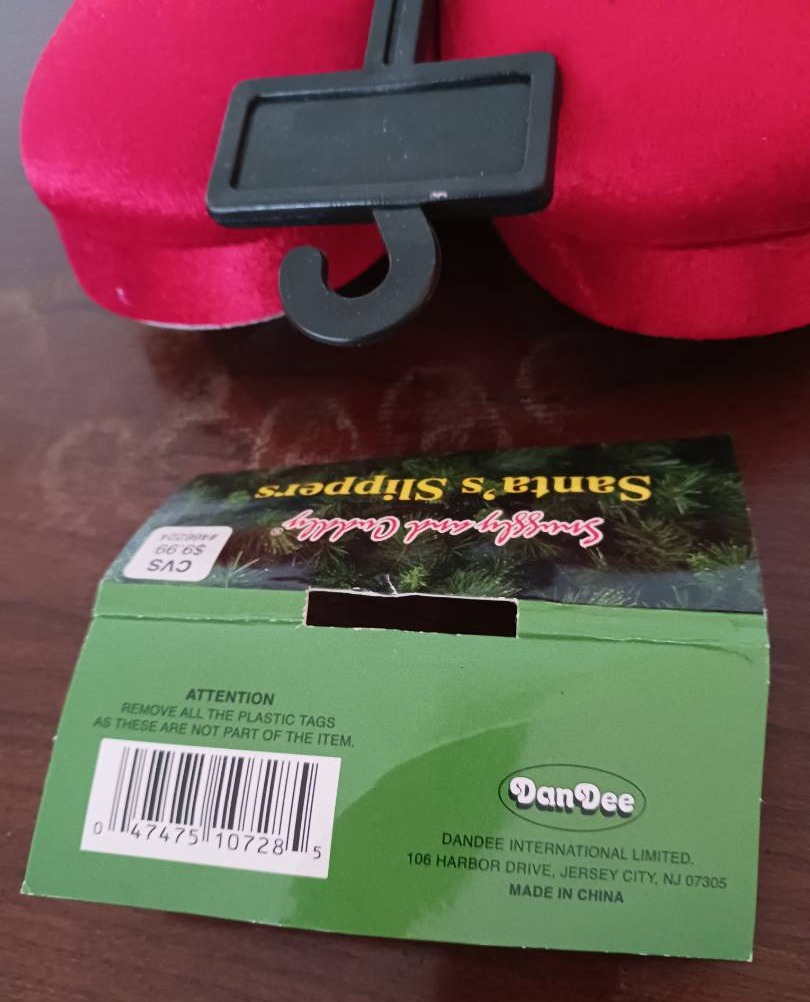 Snuggly and Cuddly®
Santa's Slippers
CVS
$9.99
#466224
ATTENTION
REMOVE ALL THE PLASTIC TAGS
AS THESE ARE NOT PART OF THE ITEM.
0 47475 10728 5
DanDee
DANDEE INTERNATIONAL LIMITED.
106 HARBOR DRIVE, JERSEY CITY, NJ 07305
MADE IN CHINA